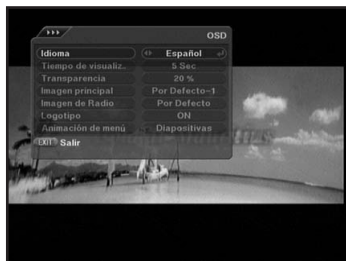 OSD
Idioma Español
Tiempo de visualiz. 5 Sec
Transparencia 20 %
Imagen principal Por Defecto-1
Imagen de Radio Por Defecto
Logotipo ON
Animación de menú Diapositivas
EXIT Salir